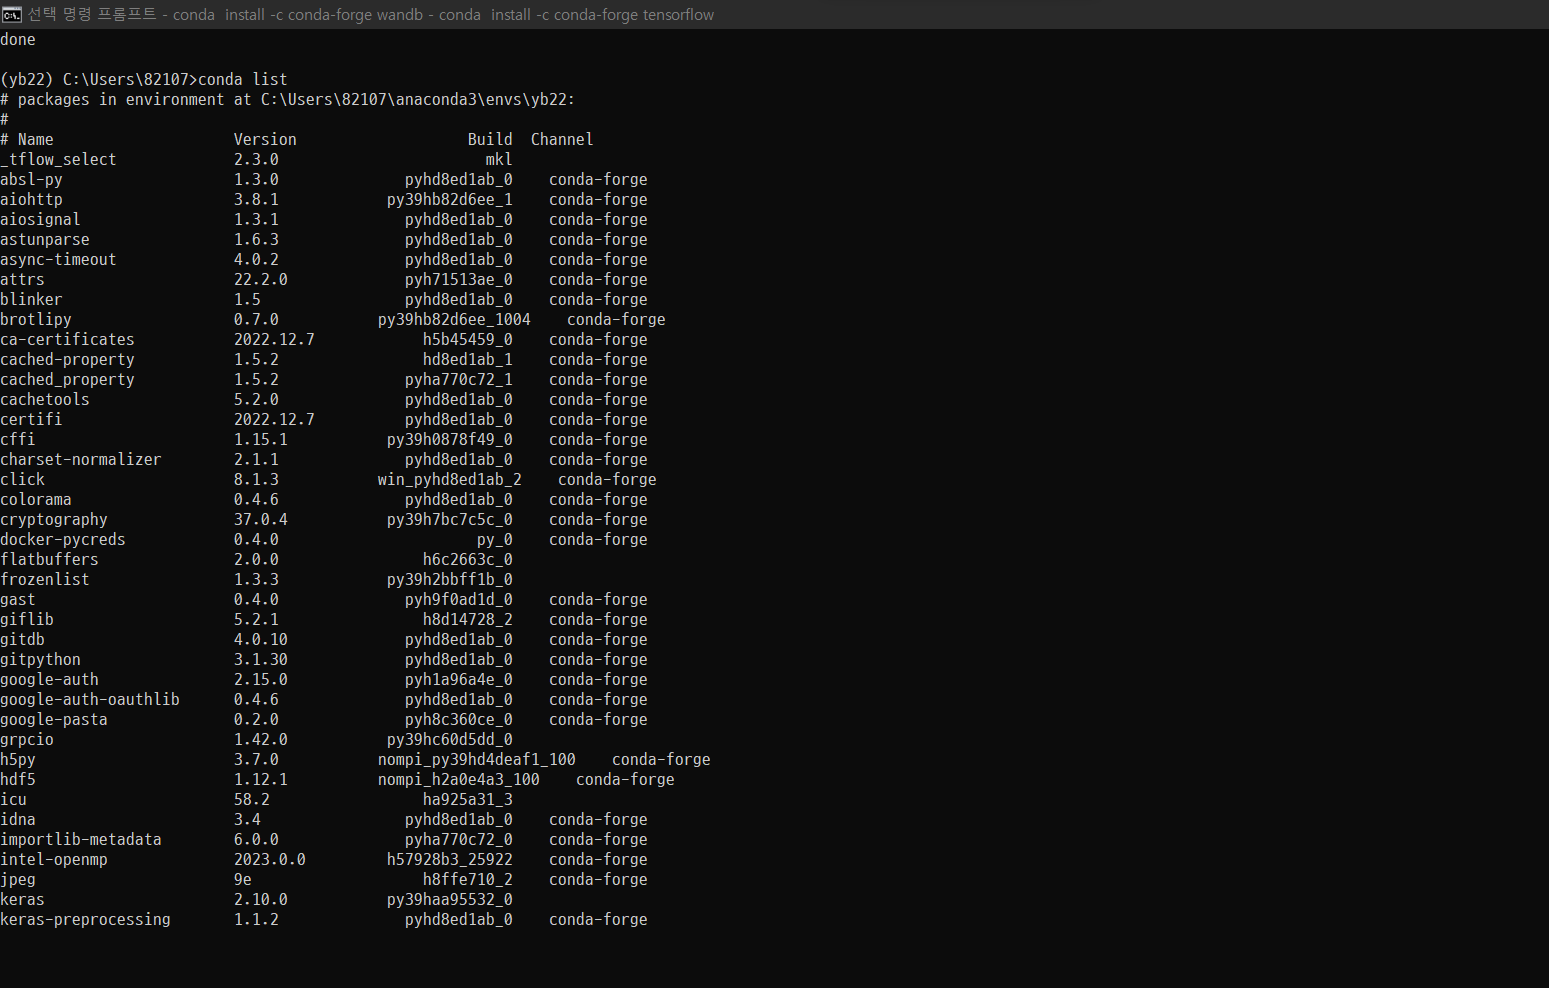 선택 명령 프롬프트 - conda  install -c conda-forge wandb - conda  install -c conda-forge tensorflow
done
(yb22) C:\Users\82107>conda list
# packages in environment at C:\Users\82107\anaconda3\envs\yb22:
#
# Name                    Version                   Build  Channel
_tflow_select             2.3.0                       mkl
absl-py                   1.3.0              pyhd8ed1ab_0    conda-forge
aiohttp                   3.8.1            py39hb82d6ee_1    conda-forge
aiosignal                 1.3.1              pyhd8ed1ab_0    conda-forge
astunparse                1.6.3              pyhd8ed1ab_0    conda-forge
async-timeout             4.0.2              pyhd8ed1ab_0    conda-forge
attrs                     22.2.0             pyh71513ae_0    conda-forge
blinker                   1.5                pyhd8ed1ab_0    conda-forge
brotlipy                  0.7.0           py39hb82d6ee_1004    conda-forge
ca-certificates           2022.12.7            h5b45459_0    conda-forge
cached-property           1.5.2                hd8ed1ab_1    conda-forge
cached_property           1.5.2              pyha770c72_1    conda-forge
cachetools                5.2.0              pyhd8ed1ab_0    conda-forge
certifi                   2022.12.7          pyhd8ed1ab_0    conda-forge
cffi                      1.15.1           py39h0878f49_0    conda-forge
charset-normalizer        2.1.1              pyhd8ed1ab_0    conda-forge
click                     8.1.3           win_pyhd8ed1ab_2    conda-forge
colorama                  0.4.6              pyhd8ed1ab_0    conda-forge
cryptography              37.0.4           py39h7bc7c5c_0    conda-forge
docker-pycreds            0.4.0                      py_0    conda-forge
flatbuffers               2.0.0                h6c2663c_0
frozenlist                1.3.3            py39h2bbff1b_0
gast                      0.4.0              pyh9f0ad1d_0    conda-forge
giflib                    5.2.1                h8d14728_2    conda-forge
gitdb                     4.0.10             pyhd8ed1ab_0    conda-forge
gitpython                 3.1.30             pyhd8ed1ab_0    conda-forge
google-auth               2.15.0             pyh1a96a4e_0    conda-forge
google-auth-oauthlib      0.4.6              pyhd8ed1ab_0    conda-forge
google-pasta              0.2.0              pyh8c360ce_0    conda-forge
grpcio                    1.42.0           py39hc60d5dd_0
h5py                      3.7.0           nompi_py39hd4deaf1_100    conda-forge
hdf5                      1.12.1          nompi_h2a0e4a3_100    conda-forge
icu                       58.2                 ha925a31_3
idna                      3.4                pyhd8ed1ab_0    conda-forge
importlib-metadata        6.0.0              pyha770c72_0    conda-forge
intel-openmp              2023.0.0         h57928b3_25922    conda-forge
jpeg                      9e                   h8ffe710_2    conda-forge
keras                     2.10.0           py39haa95532_0
keras-preprocessing       1.1.2              pyhd8ed1ab_0    conda-forge